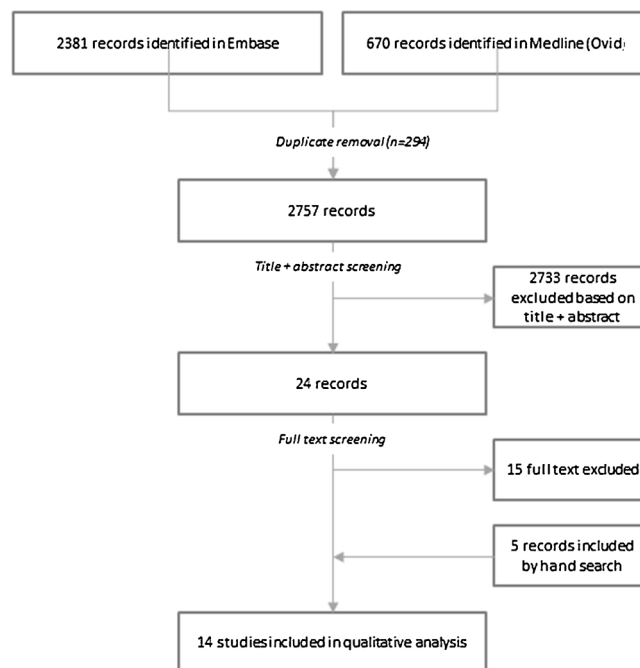 2381 records identified in Embase
670 records identified in Medline (Ovid)
Duplicate removal (n=294)
2757 records
Title + abstract screening
2733 records
excluded based on
title + abstract
24 records
Full text screening
15 full text excluded
5 records included
by hand search
14 studies included in qualitative analysis